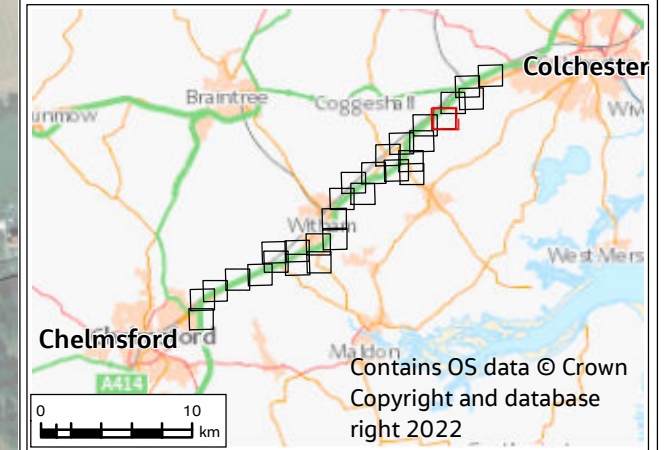 Colchester
Braintree
Coggeshall
unmow
Wiv
Witham
West Mers
Chelmsford
Maldon
A414
Contains OS data © Crown
Copyright and database
right 2022
0 10
km